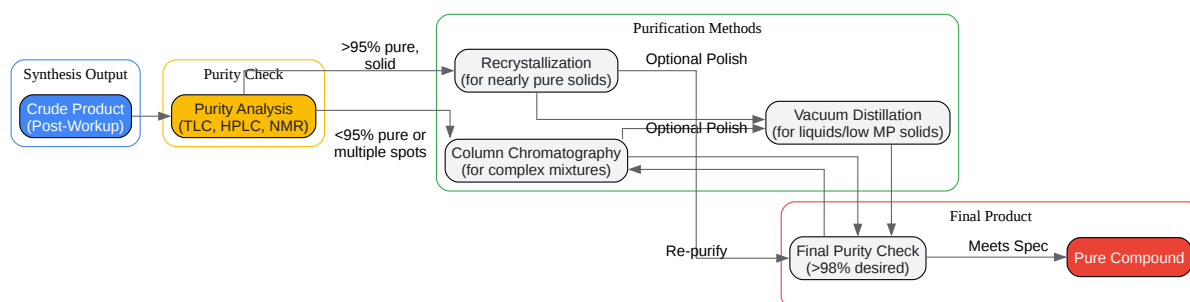 Purification Methods
Synthesis Output
Purity Check
>95% pure,
solid
Crude Product
(Post-Workup)
Purity Analysis
(TLC, HPLC, NMR)
<95% pure or
multiple spots
Recrystallization
(for nearly pure solids)
Optional Polish
Column Chromatography
(for complex mixtures)
Optional Polish
Vacuum Distillation
(for liquids/low MP solids)
Final Product
Re-purify
Final Purity Check
(>98% desired)
Meets Spec
Pure Compound